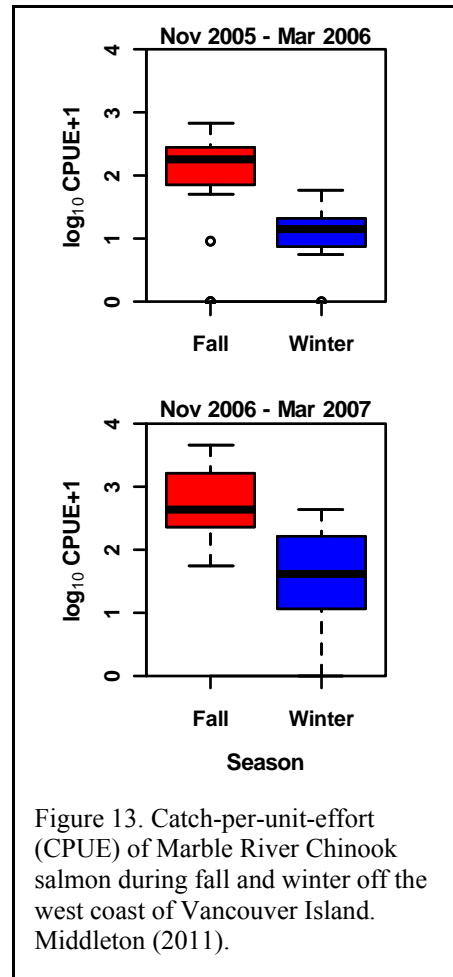 Nov 2005 - Mar 2006
log10 CPUE+1
4
3
2
1
0
Fall Winter
Nov 2006 - Mar 2007
log10 CPUE+1
4
3
2
1
0
Fall Winter
Season
Figure 13. Catch-per-unit-effort
(CPUE) of Marble River Chinook
salmon during fall and winter off the
west coast of Vancouver Island.
Middleton (2011).